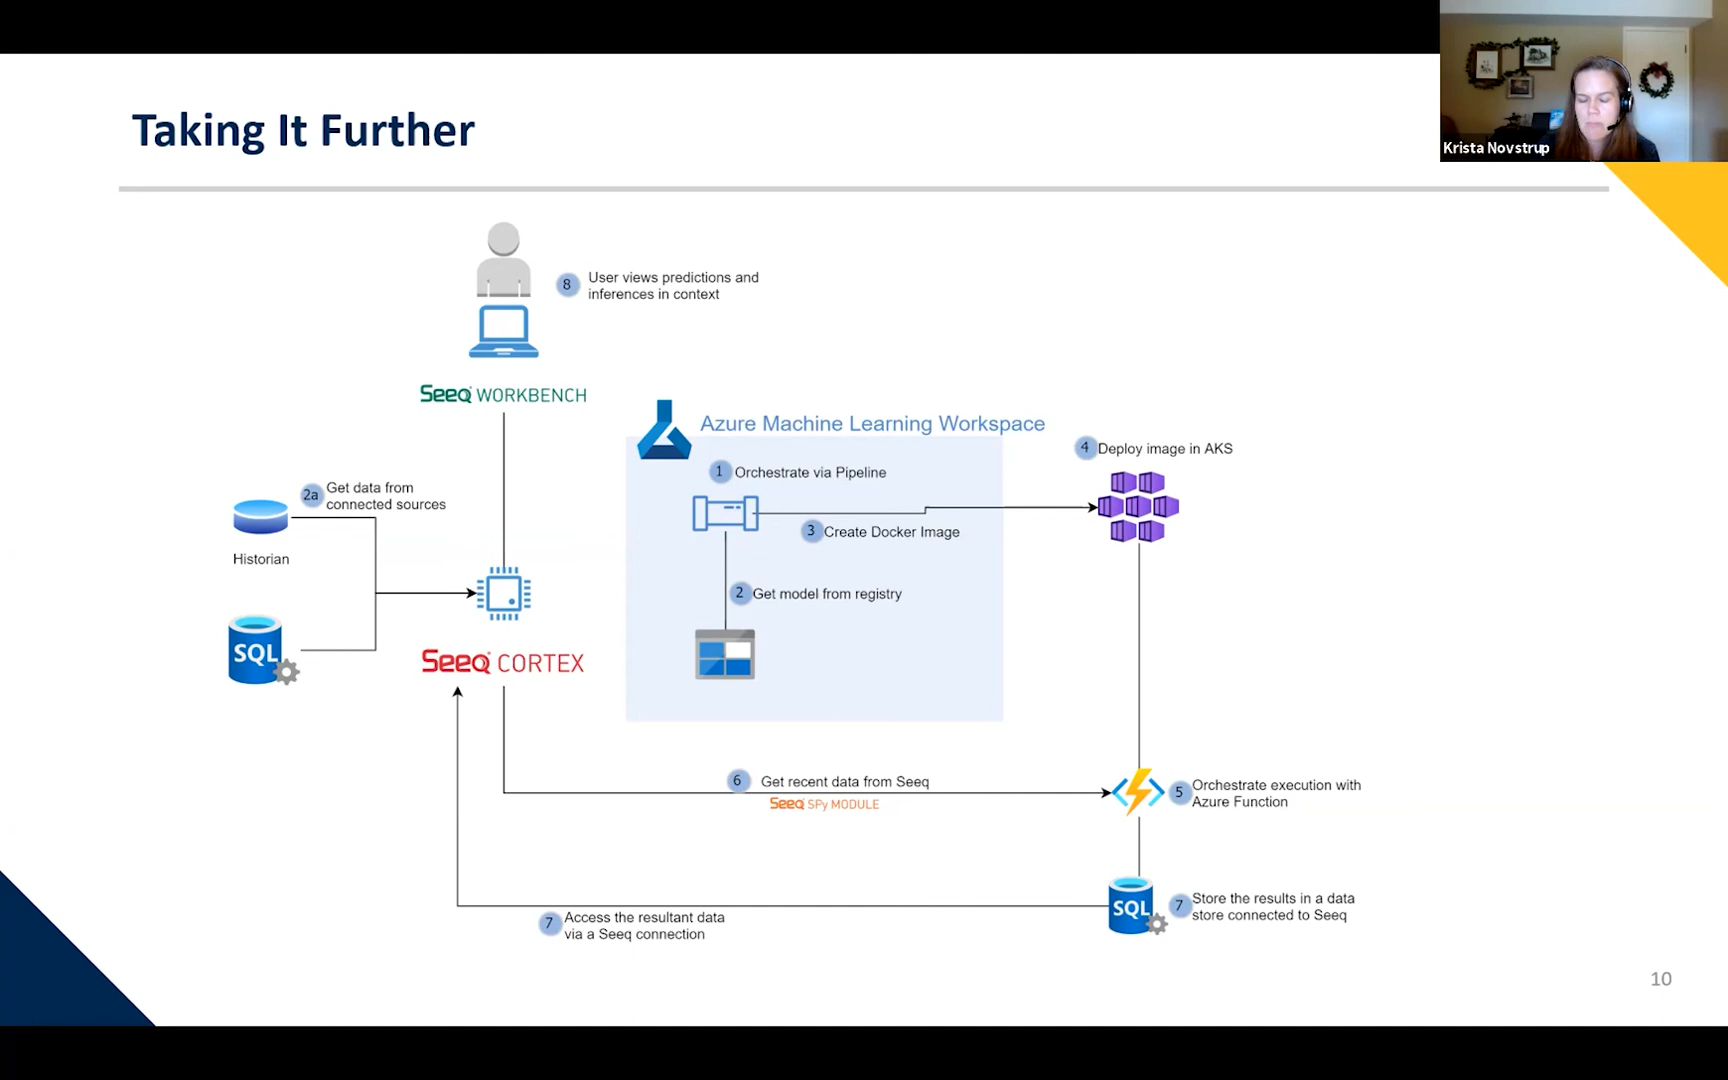 Krista Novstrup
Taking It Further
8
User views predictions and
inferences in context
Seeq WORKBENCH
Azure Machine Learning Workspace
1
Orchestrate via Pipeline
4
Deploy image in AKS
2a
Get data from
connected sources
Historian
3
Create Docker Image
2
Get model from registry
SQL
Seeq CORTEX
6
Get recent data from Seeq
Seeq SPy MODULE
5
Orchestrate execution with
Azure Function
SQL
7
Store the results in a data
store connected to Seeq
7
Access the resultant data
via a Seeq connection
10